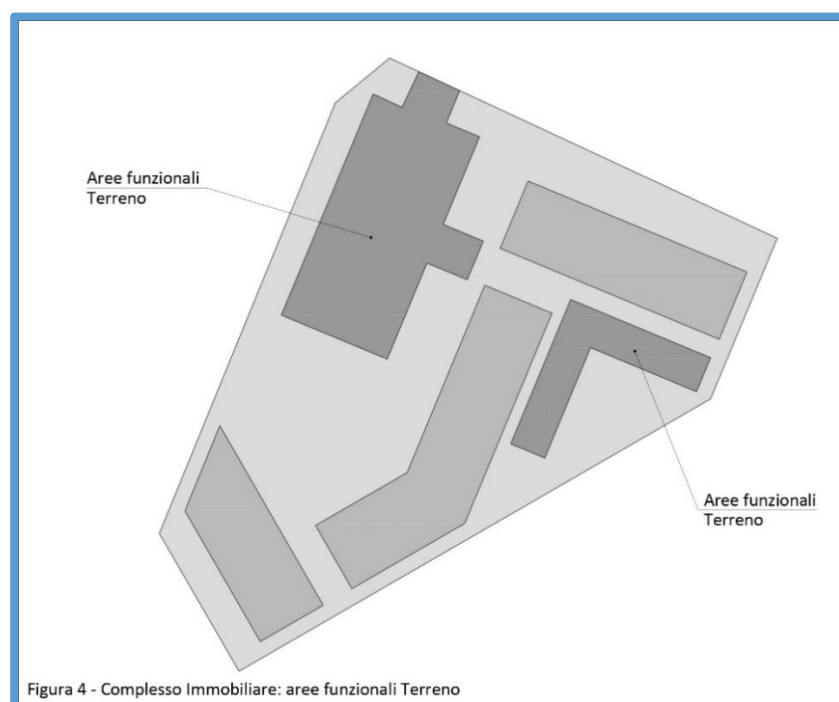 Aree funzionali
Terreno
Aree funzionali
Terreno
Figura 4 - Complesso Immobiliare: aree funzionali Terreno